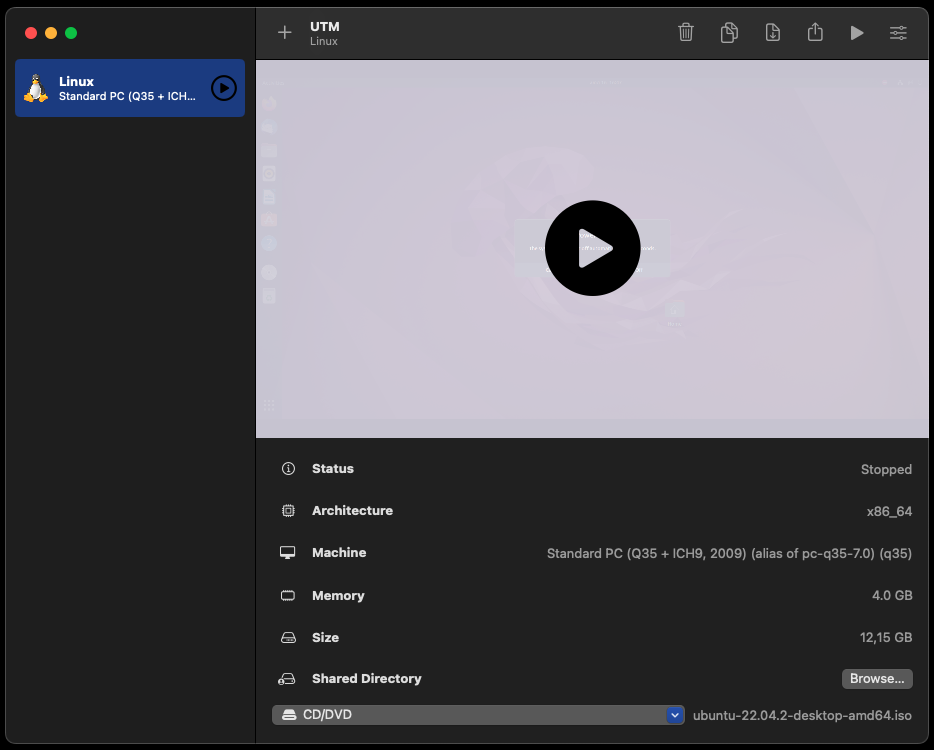 UTM
Linux
Linux
Standard PC (Q35 + ICH...
Status
Stopped
Architecture
x86_64
Machine
Standard PC (Q35 + ICH9, 2009) (alias of pc-q35-7.0) (q35)
Memory
4.0 GB
Size
12,15 GB
Shared Directory
Browse...
CD/DVD
ubuntu-22.04.2-desktop-amd64.iso